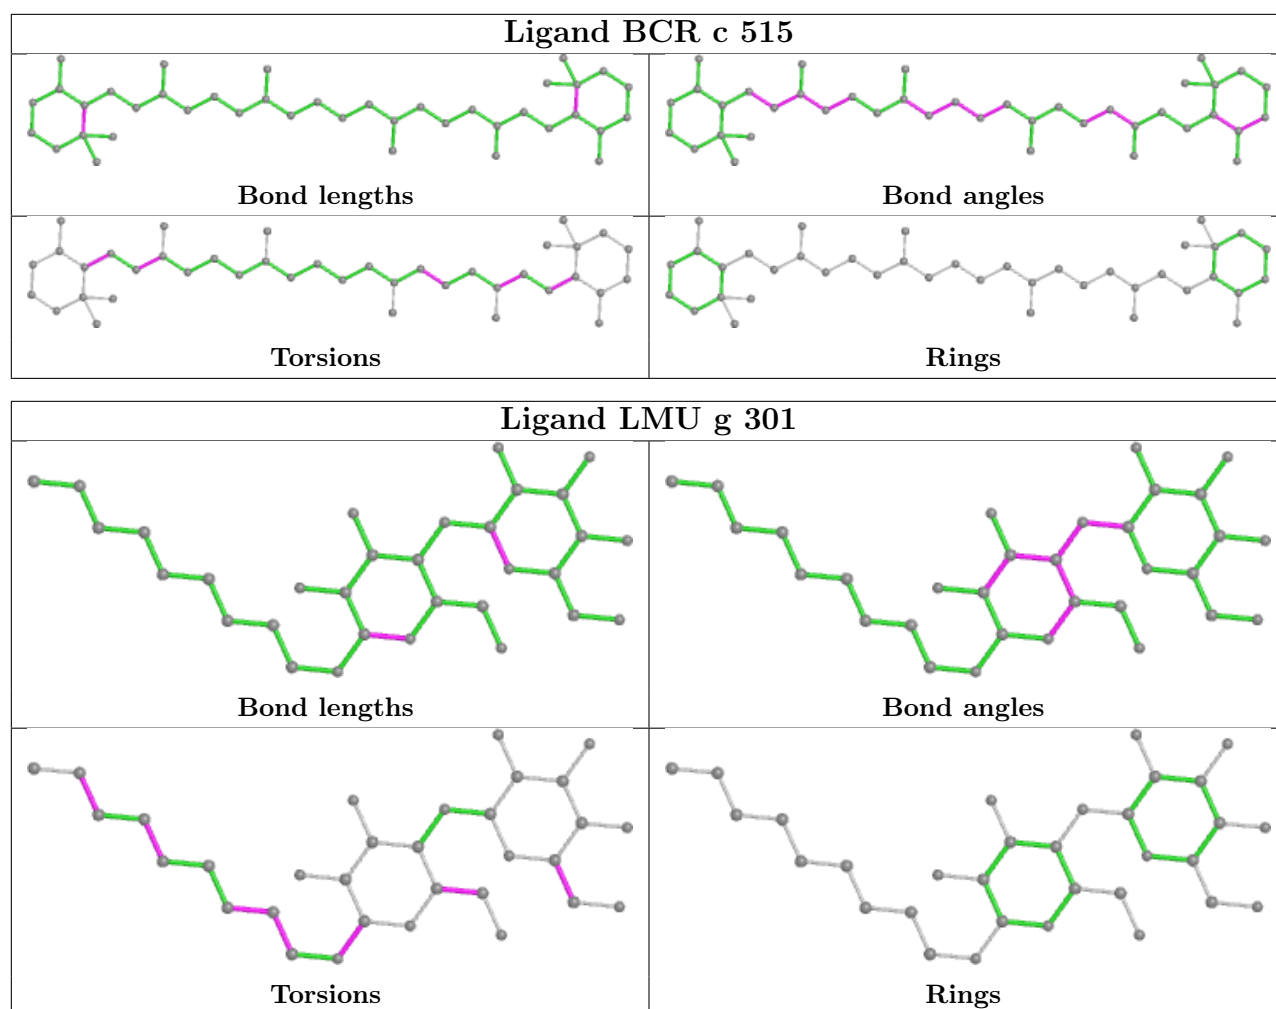 Ligand BCR c 515
Bond lengths
Bond angles
Torsions
Rings
Ligand LMU g 301
Bond lengths
Bond angles
Torsions
Rings